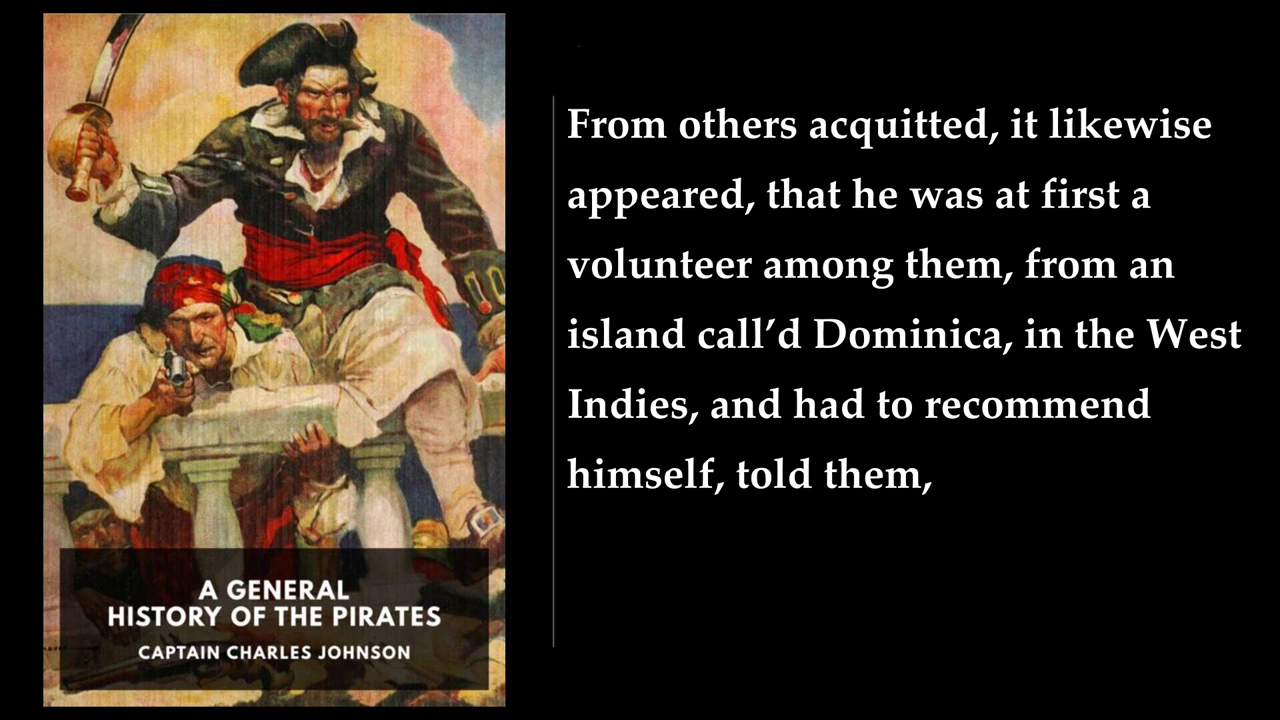 A GENERAL
HISTORY OF THE PIRATES
CAPTAIN CHARLES JOHNSON
From others acquitted, it likewise
appeared, that he was at first a
volunteer among them, from an
island call’d Dominica, in the West
Indies, and had to recommend
himself, told them,